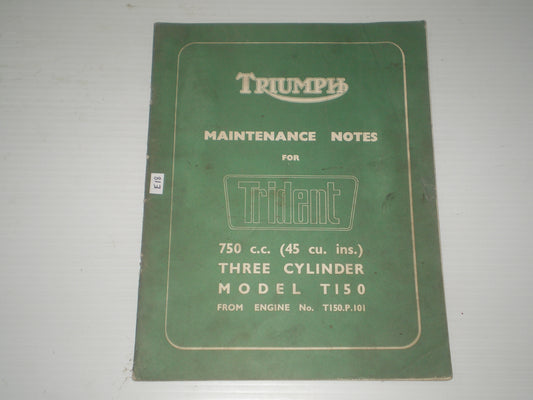 TRIUMPH
MAINTENANCE NOTES
FOR
Trident
750 c.c. (45 cu. ins.)
THREE CYLINDER
MODEL T150
FROM ENGINE No. T150.P.101
E18